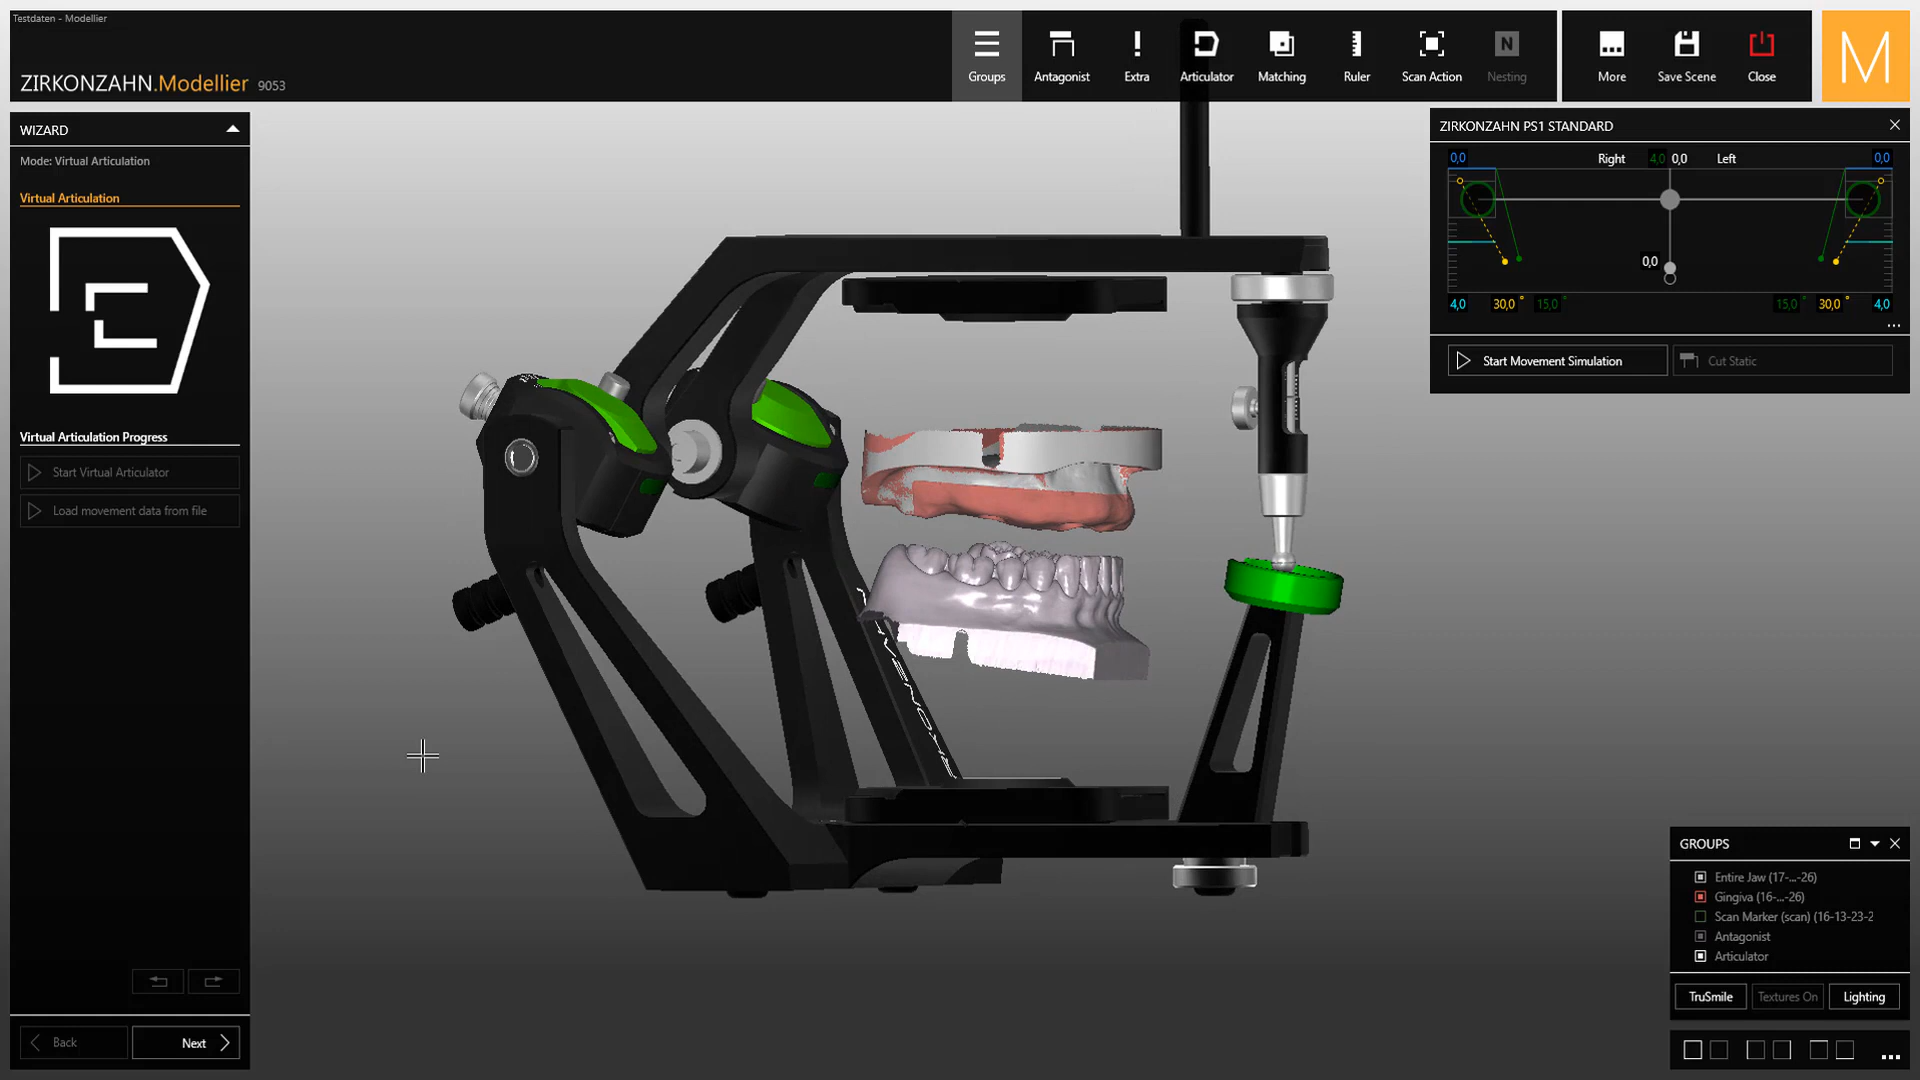 Testdaten - Modellier
ZIRKONZAHN.Modellier 9053
Groups
Antagonist
Extra
Articulator
Matching
Ruler
Scan Action
N
Nesting
More
Save Scene
Close
M
WIZARD
Mode: Virtual Articulation
Virtual Articulation
Virtual Articulation Progress
Start Virtual Articulator
Load movement data from file
Back
Next
ZIRKONZAHN PS1 STANDARD
0,0 Right 4,0 0,0 Left 0,0
0,0
4,0 30,0 ° 15,0 ° 15,0 ° 30,0 ° 4,0
...
Start Movement Simulation
Cut Static
GROUPS
Entire Jaw (17-...-26)
Gingiva (16-...-26)
Scan Marker (scan) (16-13-23-2
Antagonist
Articulator
TruSmile
Textures On
Lighting
...